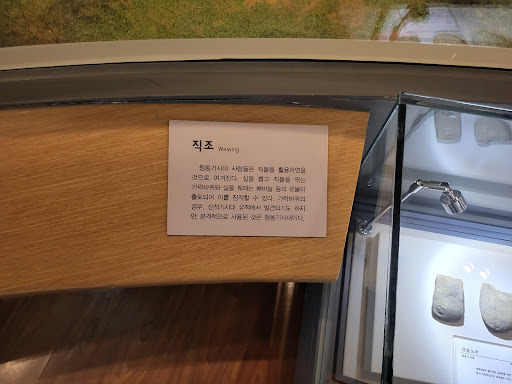 직조 Weaving
청동기시대 사람들은 직물을 활용하였을
것으로 여겨진다. 실을 뽑고 직물을 엮는
가락바퀴와 실을 꿰매는 뼈바늘 등의 유물이
출토되어 이를 짐작할 수 있다. 가락바퀴의
경우, 신석기시대 유적에서 발견되기도 하지
만, 본격적으로 사용된 것은 청동기시대이다.